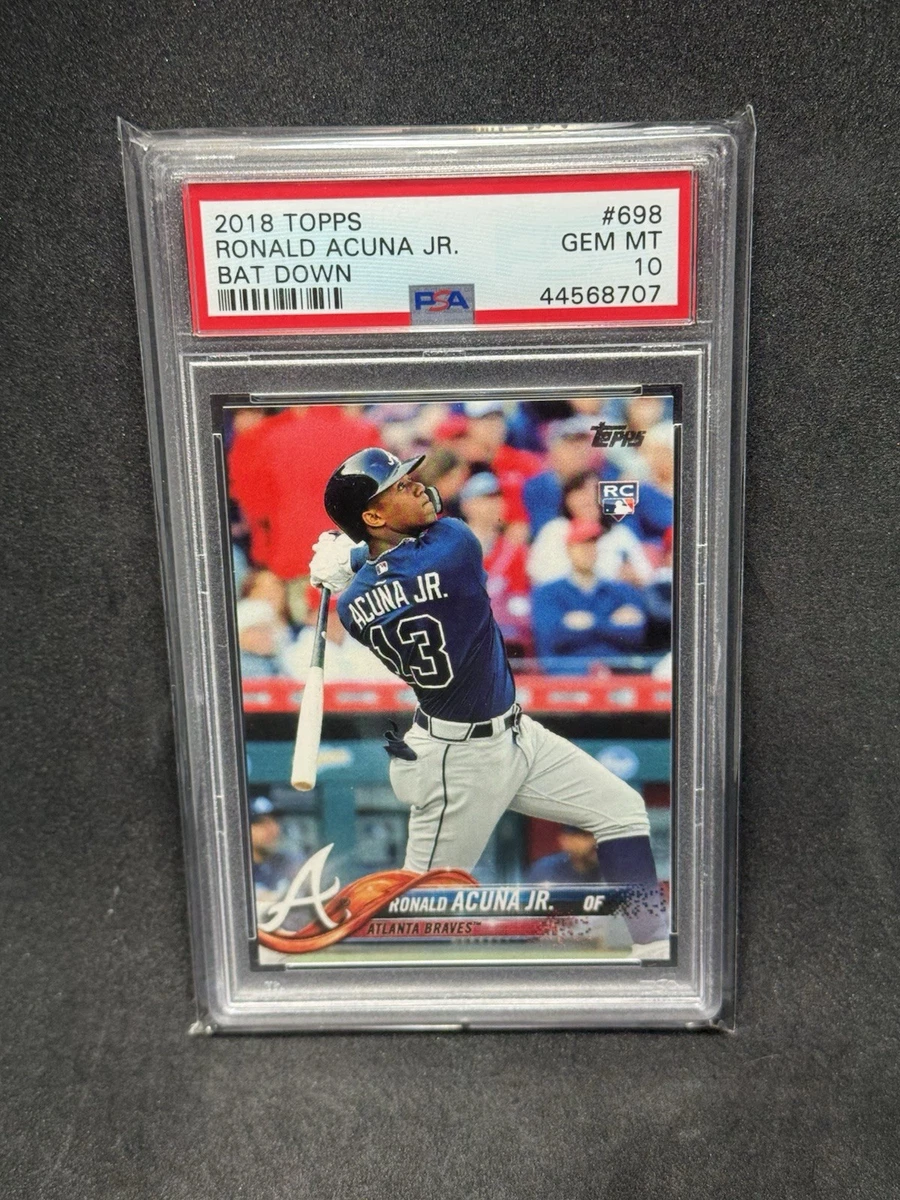 2018 TOPPS #698
RONALD ACUNA JR. GEM MT
BAT DOWN 10
PSA 44568707
Topps
RC
A
ACUÑA JR.
13
A
RONALD ACUNA JR. OF
ATLANTA BRAVES™